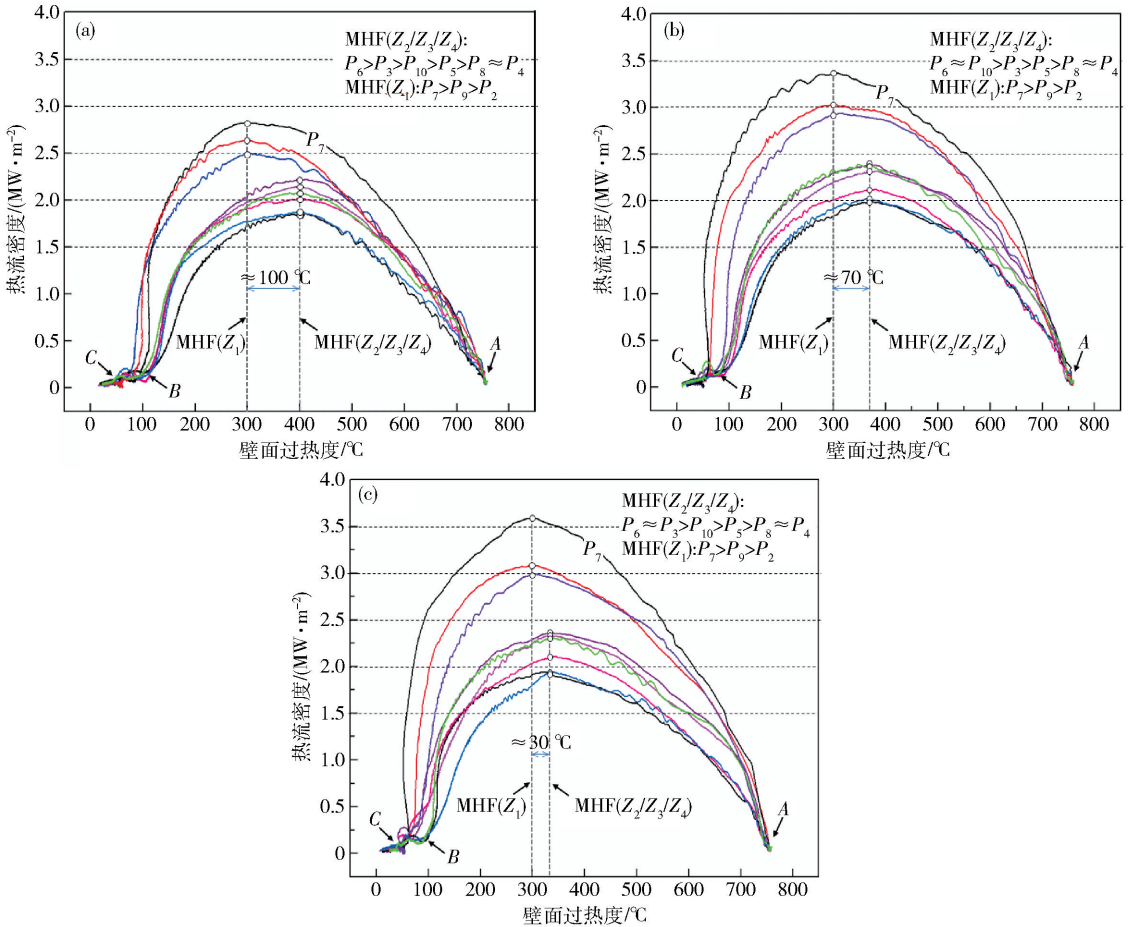 (a)
MHF(Z₂/Z₃/Z₄):
P₆>P₃>P₁₀>P₅>P₈≈P₄
MHF(Z₁):P₇>P₉>P₂
P₇
≈100 ℃
MHF(Z₁)
MHF(Z₂/Z₃/Z₄)
A
B
C
4.0
3.5
3.0
2.5
2.0
1.5
1.0
0.5
0
0 100 200 300 400 500 600 700 800
热流密度/(MW·m⁻²)
壁面过热度/℃
(b)
MHF(Z₂/Z₃/Z₄):
P₆≈P₁₀>P₃>P₅>P₈≈P₄
MHF(Z₁):P₇>P₉>P₂
P₇
≈70 ℃
MHF(Z₁)
MHF(Z₂/Z₃/Z₄)
A
B
C
4.0
3.5
3.0
2.5
2.0
1.5
1.0
0.5
0
0 100 200 300 400 500 600 700 800
热流密度/(MW·m⁻²)
壁面过热度/℃
(c)
MHF(Z₂/Z₃/Z₄):
P₆≈P₃>P₁₀>P₅>P₈≈P₄
MHF(Z₁):P₇>P₉>P₂
P₇
≈30 ℃
MHF(Z₁)
MHF(Z₂/Z₃/Z₄)
A
B
C
4.0
3.5
3.0
2.5
2.0
1.5
1.0
0.5
0
0 100 200 300 400 500 600 700 800
热流密度/(MW·m⁻²)
壁面过热度/℃